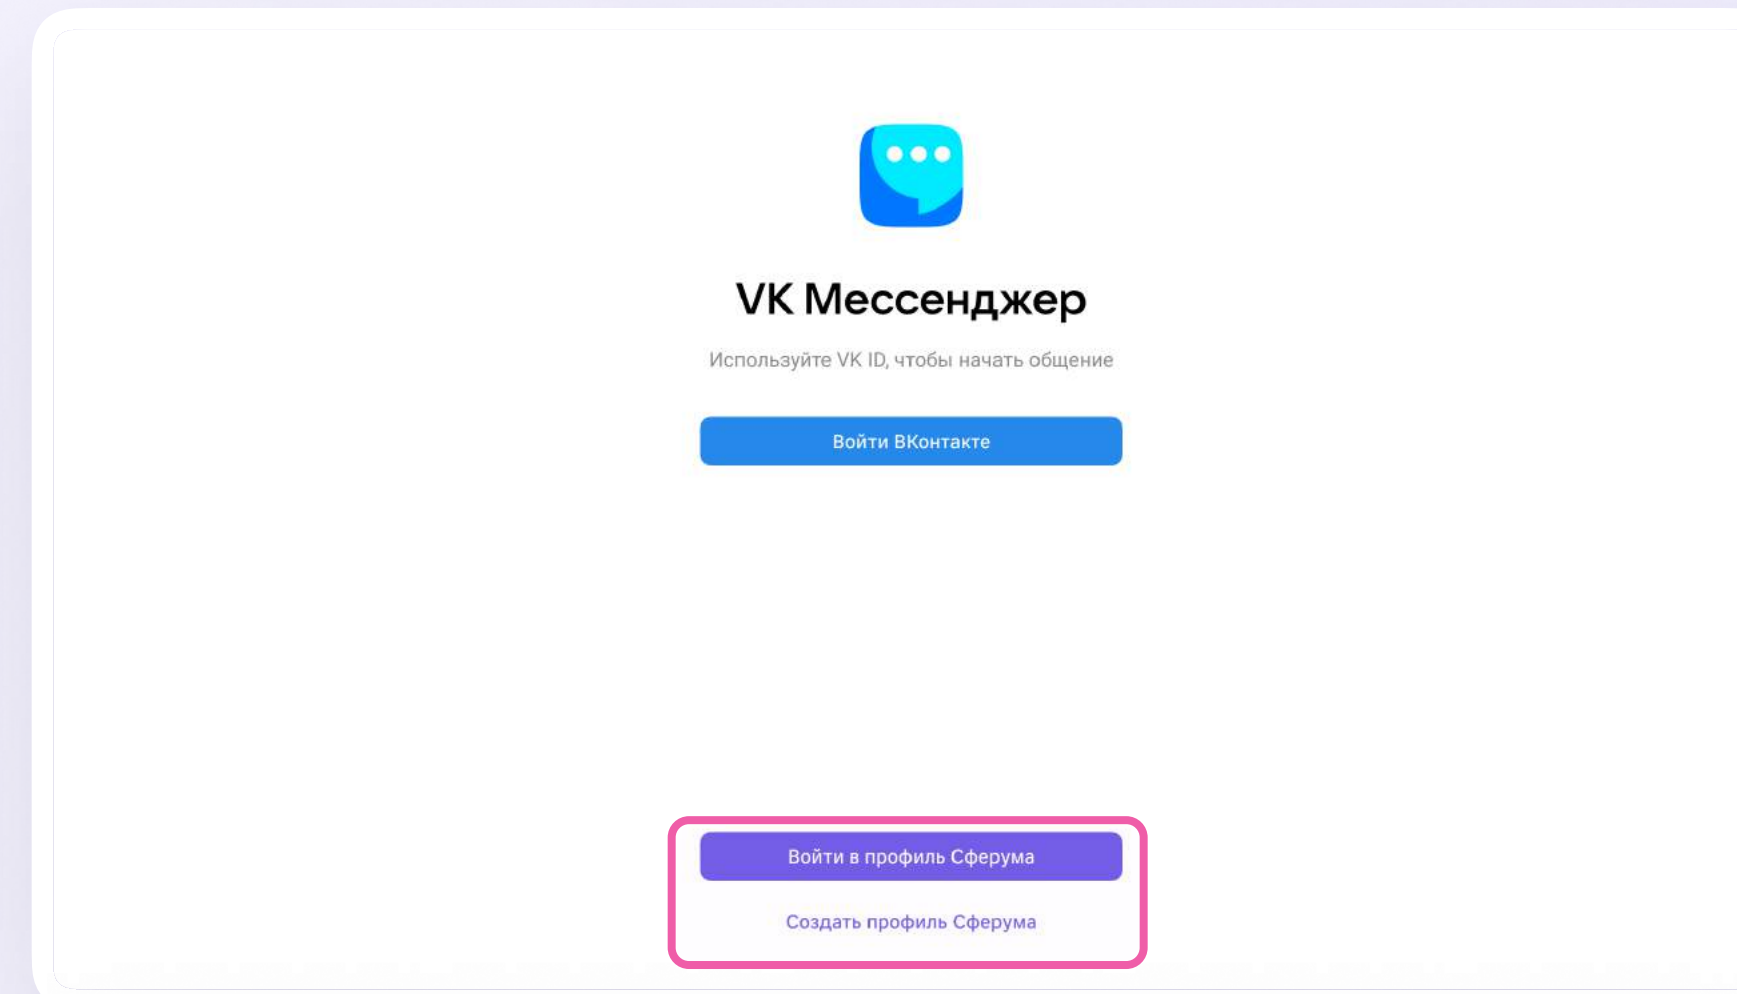 VK Мессенджер
Используйте VK ID, чтобы начать общение
Войти ВКонтакте
Войти в профиль Сферума
Создать профиль Сферума